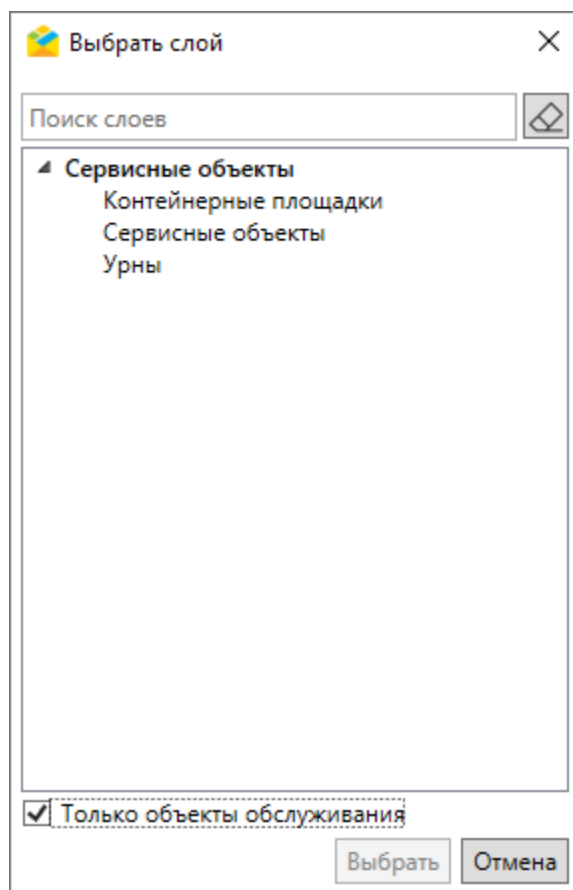 Выбрать слой
Поиск слоев
Сервисные объекты
Контейнерные площадки
Сервисные объекты
Урны
Только объекты обслуживания
Выбрать Отмена